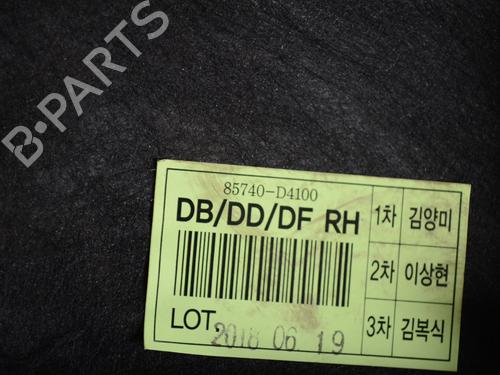 B·PARTS
85740-D4100
DB/DD/DF RH
1차 김양미
2차 이상현
LOT. 2018 06 19
3차 김복식